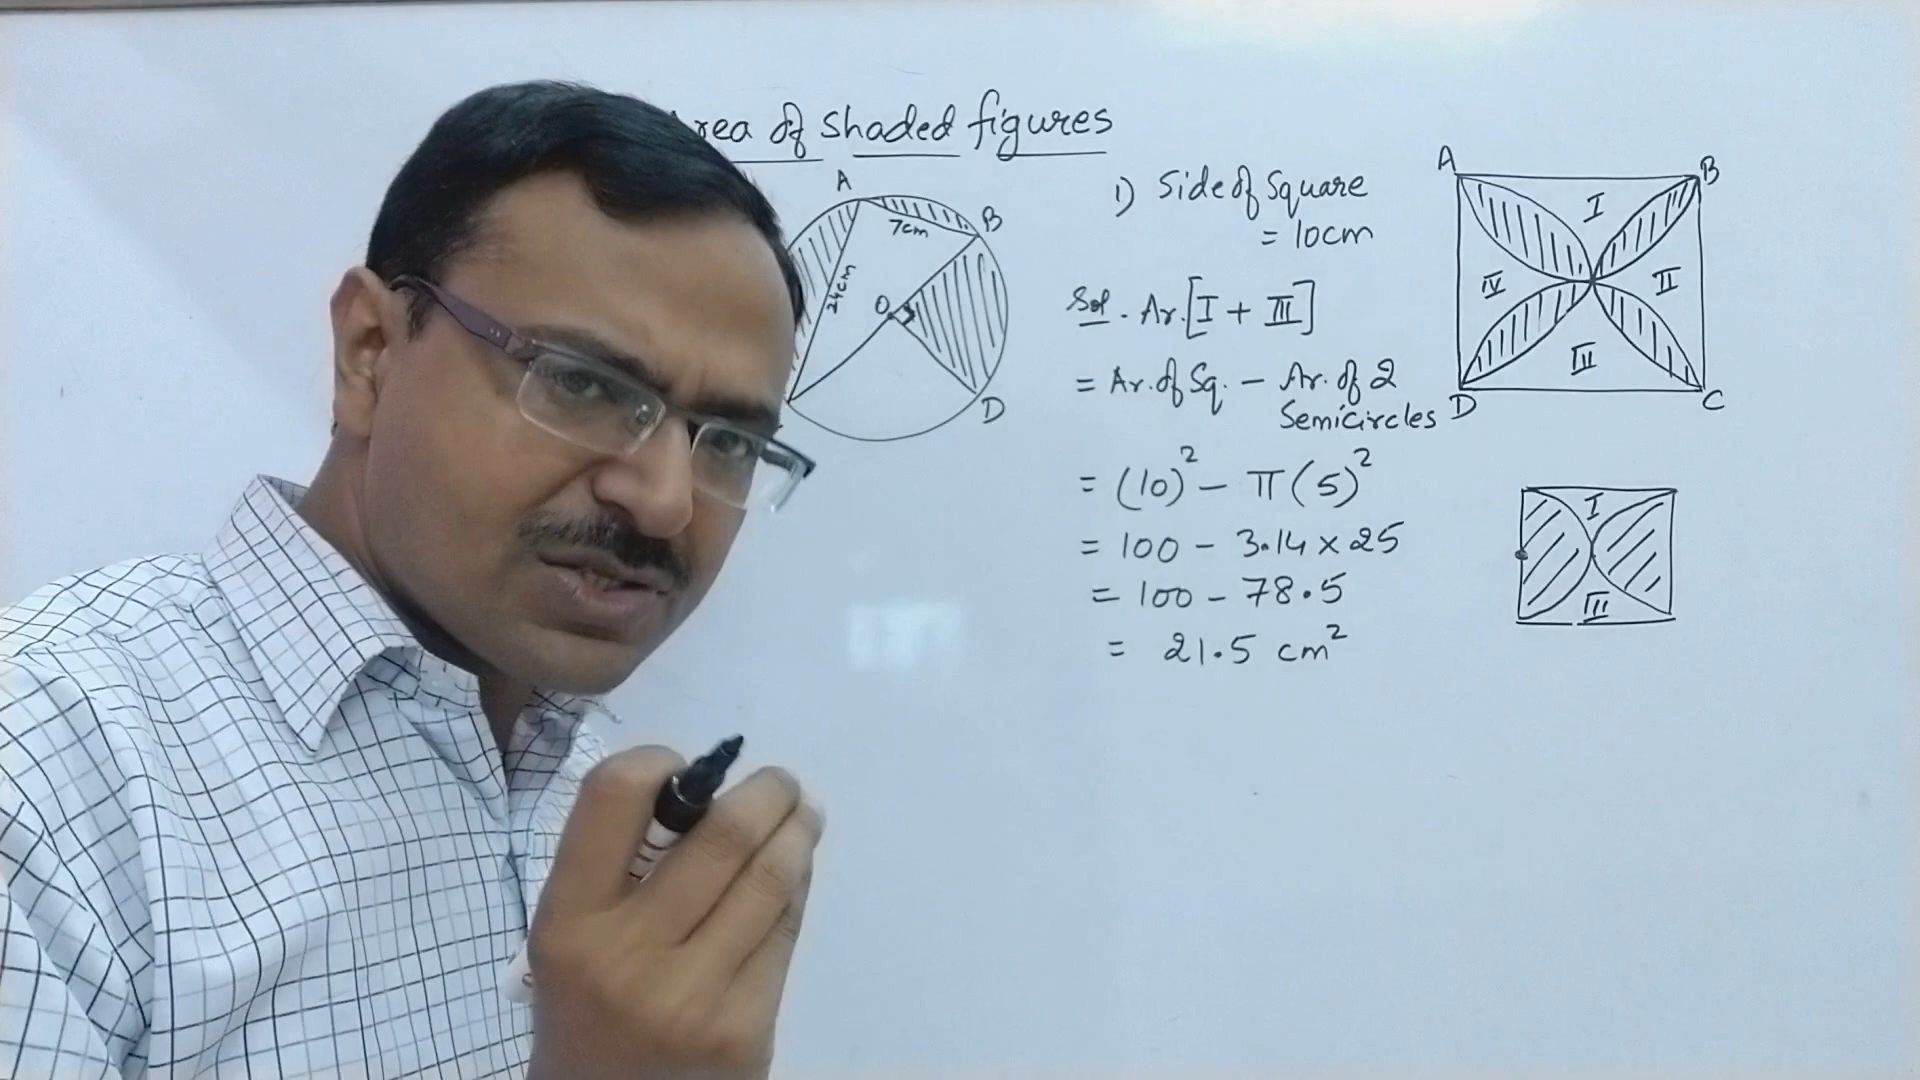 rea of shaded figures
A
B
7cm
24cm
O
D
1) Side of Square
= 10cm
Sol. Ar.[I + III]
= Ar. of Sq. - Ar. of 2
Semicircles
= (10)² - π(5)²
= 100 - 3.14 × 25
= 100 - 78.5
= 21.5 cm²
A
B
I
IV
II
III
D
C
I
III